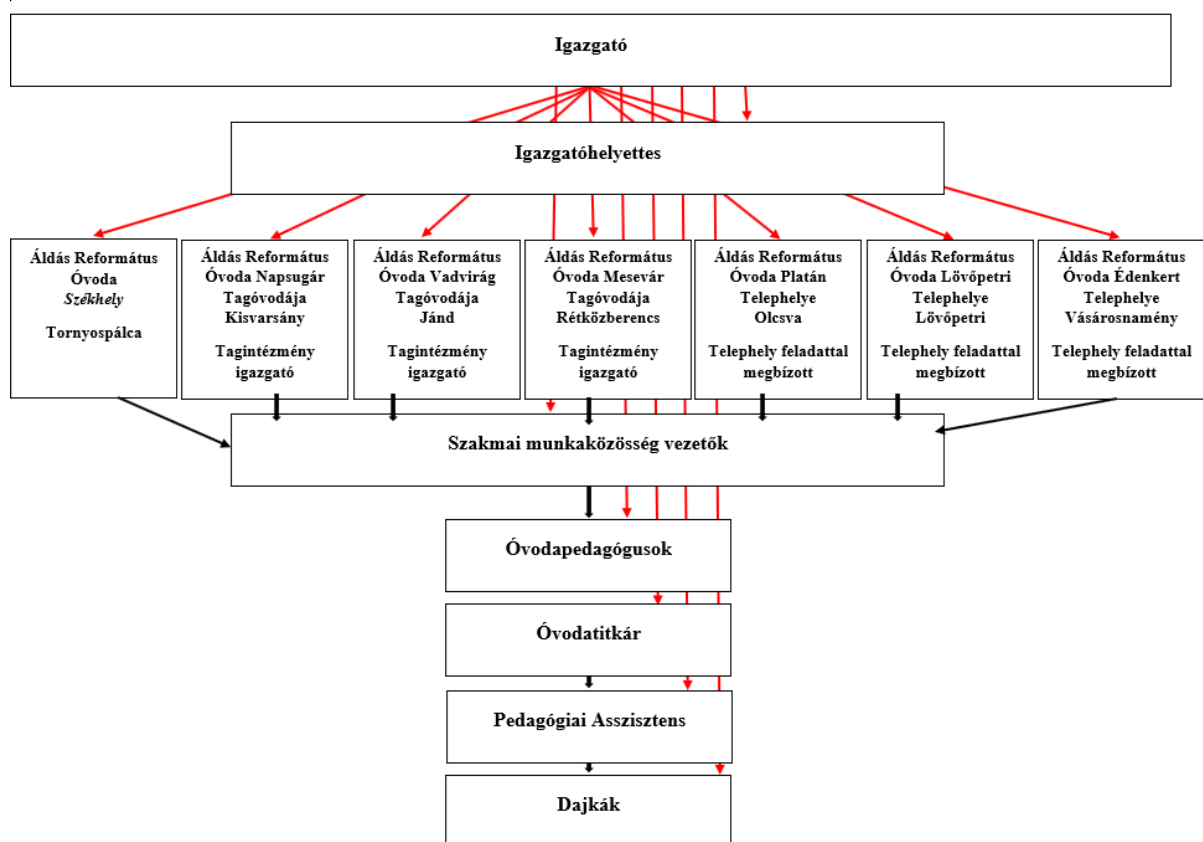 Igazgató
Igazgatóhelyettes
Áldás Református
Óvoda
Székhely
Tornyospálca
Áldás Református
Óvoda Napsugár
Tagóvodája
Kisvarsány
Tagintézmény
igazgató
Áldás Református
Óvoda Vadvirág
Tagóvodája
Jánd
Tagintézmény
igazgató
Áldás Református
Óvoda Mesevár
Tagóvodája
Rétközberencs
Tagintézmény
igazgató
Áldás Református
Óvoda Platán
Telephelye
Olcsva
Telephely feladattal
megbízott
Áldás Református
Óvoda Lövőpetri
Telephelye
Lövőpetri
Telephely feladattal
megbízott
Áldás Református
Óvoda Édenkert
Telephelye
Vásárosnamény
Telephely feladattal
megbízott
Szakmai munkaközösség vezetők
Óvodapedagógusok
Óvodatitkár
Pedagógiai Asszisztens
Dajkák